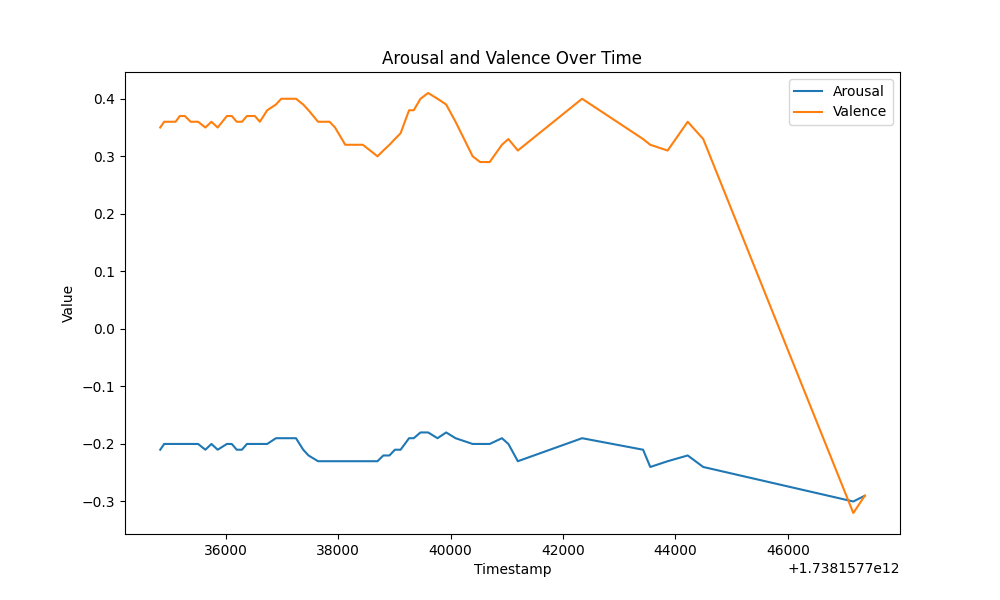 Arousal and Valence Over Time
Arousal
Valence
0.4
0.3
0.2
0.1
0.0
−0.1
−0.2
−0.3
Value
36000 38000 40000 42000 44000 46000
Timestamp
+1.7381577e12